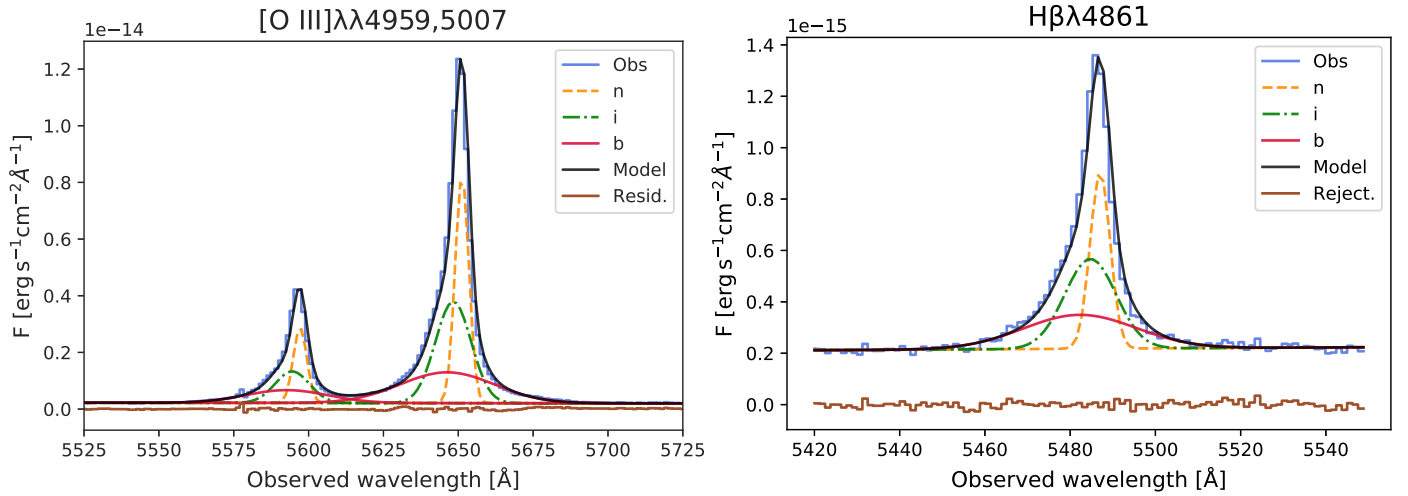 [O III]λλ4959,5007
1e−14
F [erg s⁻¹cm⁻²Å⁻¹]
1.2
1.0
0.8
0.6
0.4
0.2
0.0
5525 5550 5575 5600 5625 5650 5675 5700 5725
Observed wavelength [Å]
Obs
n
i
b
Model
Resid.
Hβλ4861
1e−15
F [erg s⁻¹cm⁻²Å⁻¹]
1.4
1.2
1.0
0.8
0.6
0.4
0.2
0.0
5420 5440 5460 5480 5500 5520 5540
Observed wavelength [Å]
Obs
n
i
b
Model
Reject.